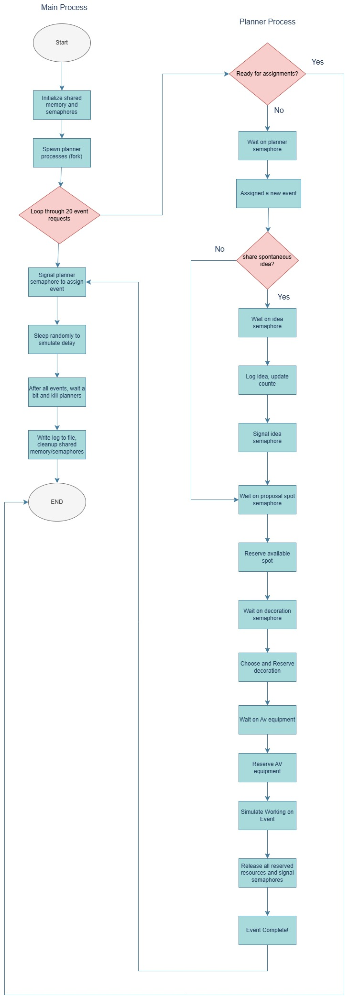 Main Process
Start
Initialize shared
memory and
semaphores
Spawn planner
processes (fork)
Loop through 20 event
requests
Signal planner
semaphore to assign
event
Sleep randomly to
simulate delay
After all events, wait a
bit and kill planners
Write log to file,
cleanup shared
memory/semaphores
END
Planner Process
Ready for assignments?
Yes
No
Wait on planner
semaphore
Assigned a new event
share spontaneous
idea?
No
Yes
Wait on idea
semaphore
Log idea, update
counte
Signal idea
semaphore
Wait on proposal spot
semaphore
Reserve available
spot
Wait on decoration
semaphore
Choose and Reserve
decoration
Wait on Av equipment
Reserve AV
equipment
Simulate Working on
Event
Release all reserved
resources and signal
semaphores
Event Complete!